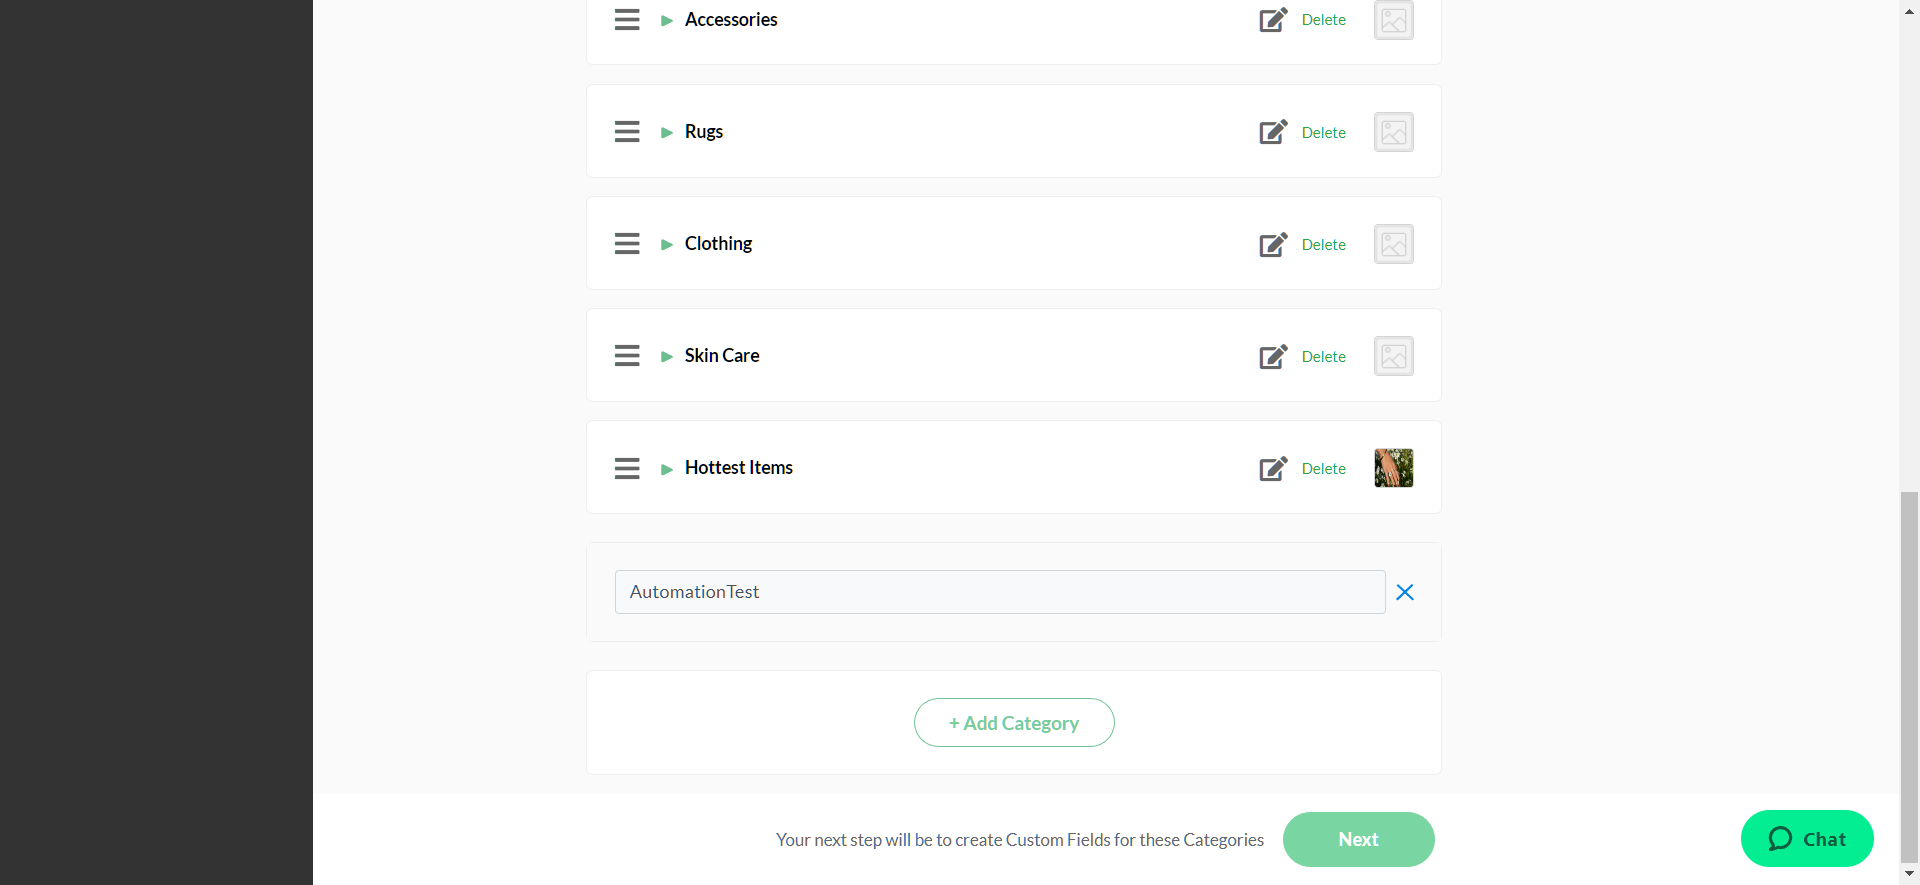 Accessories
Delete
Rugs
Delete
Clothing
Delete
Skin Care
Delete
Hottest Items
Delete
AutomationTest
+ Add Category
Your next step will be to create Custom Fields for these Categories
Next
Chat